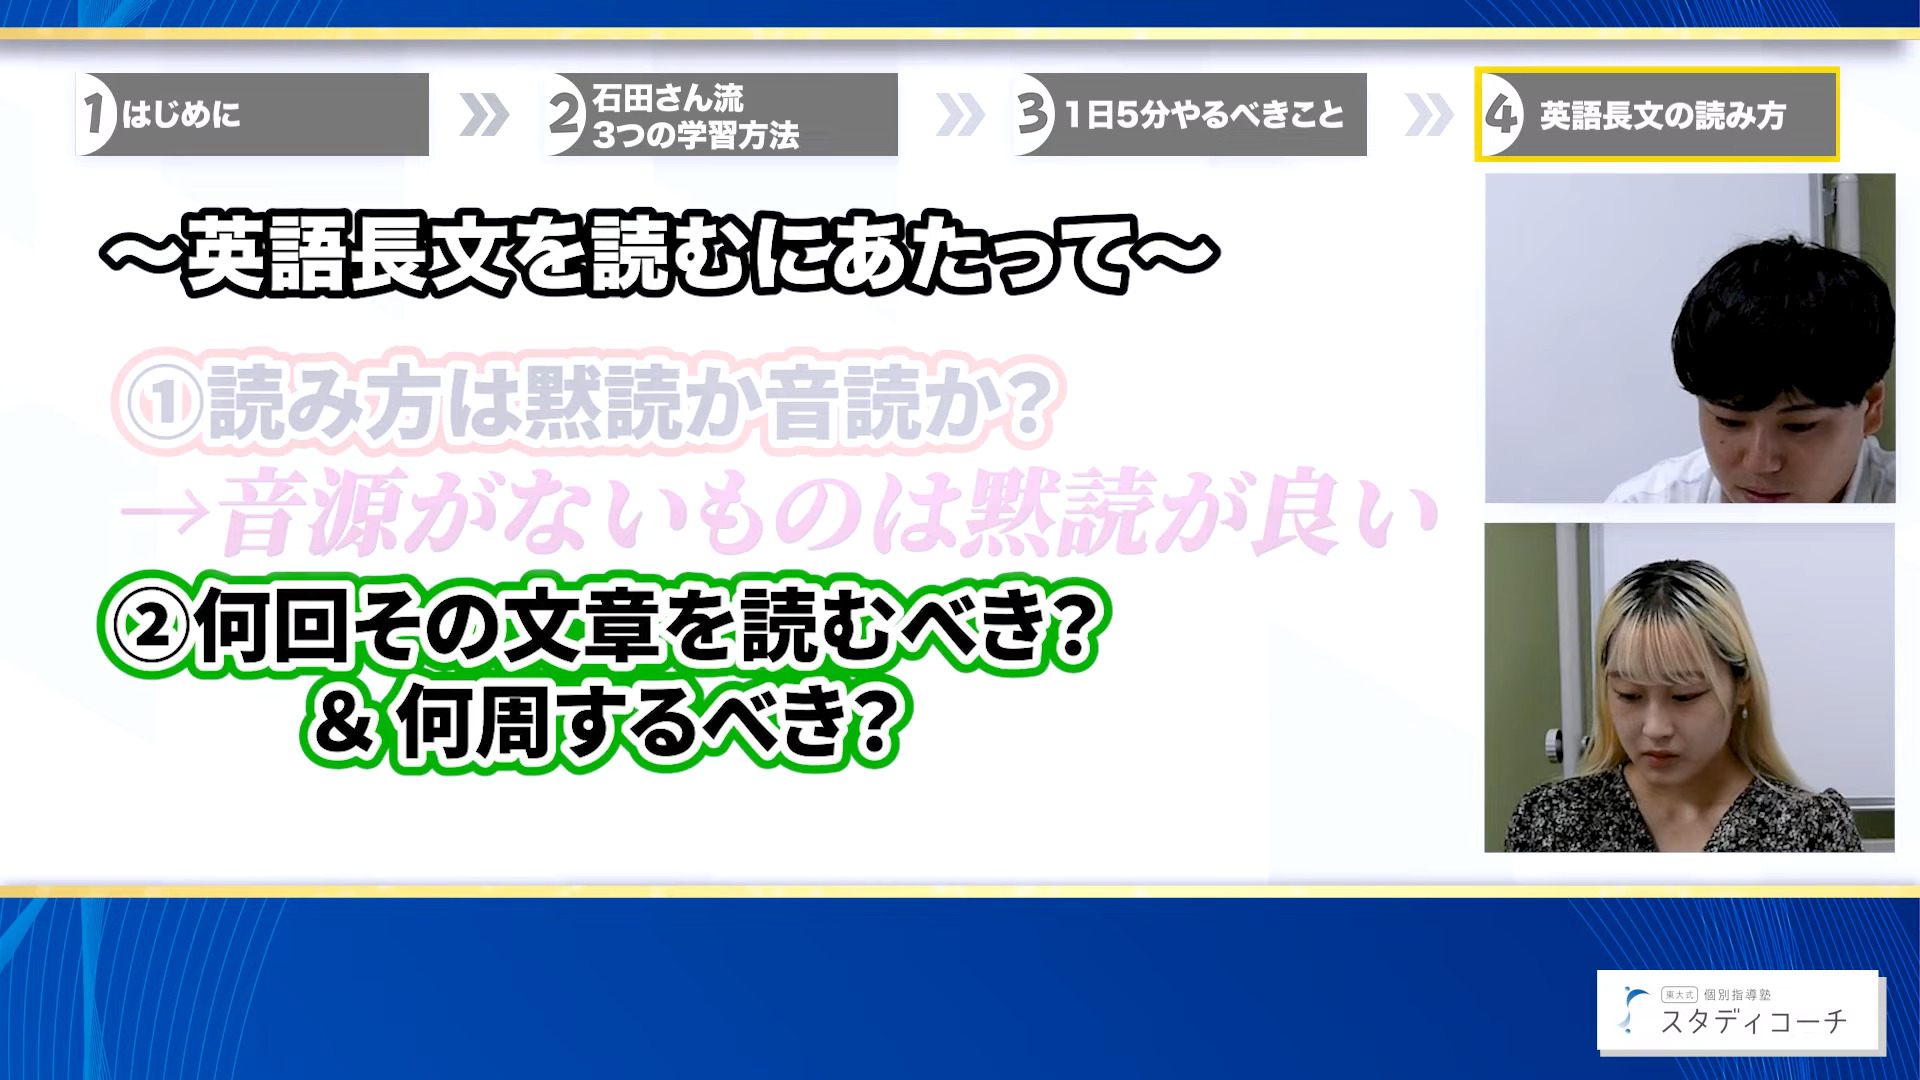 1 はじめに
2 石田さん流
3つの学習方法
3 1日5分やるべきこと
4 英語長文の読み方
～英語長文を読むにあたって～
①読み方は黙読か音読か？
→音源がないものは黙読が良い
②何回その文章を読むべき？
& 何周するべき？
東大式 個別指導塾
スタディコーチ